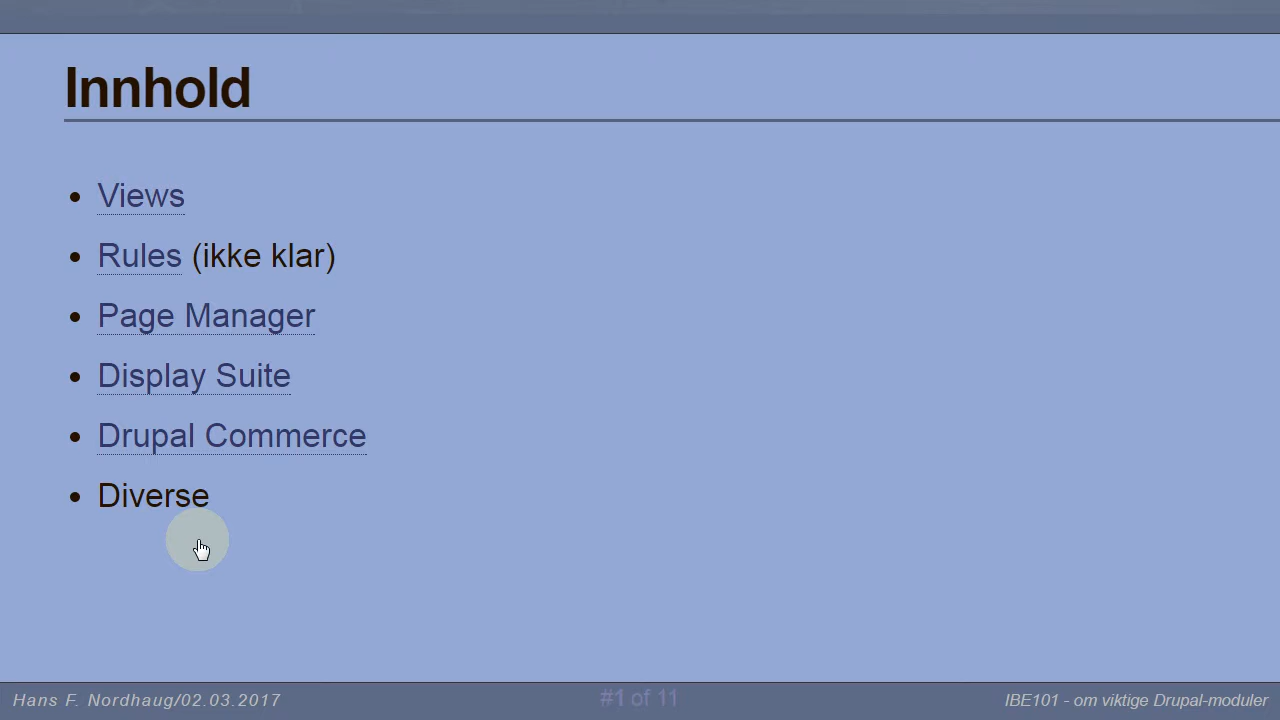 Innhold
Views
Rules (ikke klar)
Page Manager
Display Suite
Drupal Commerce
Diverse
Hans F. Nordhaug/02.03.2017
#1 of 11
IBE101 - om viktige Drupal-moduler